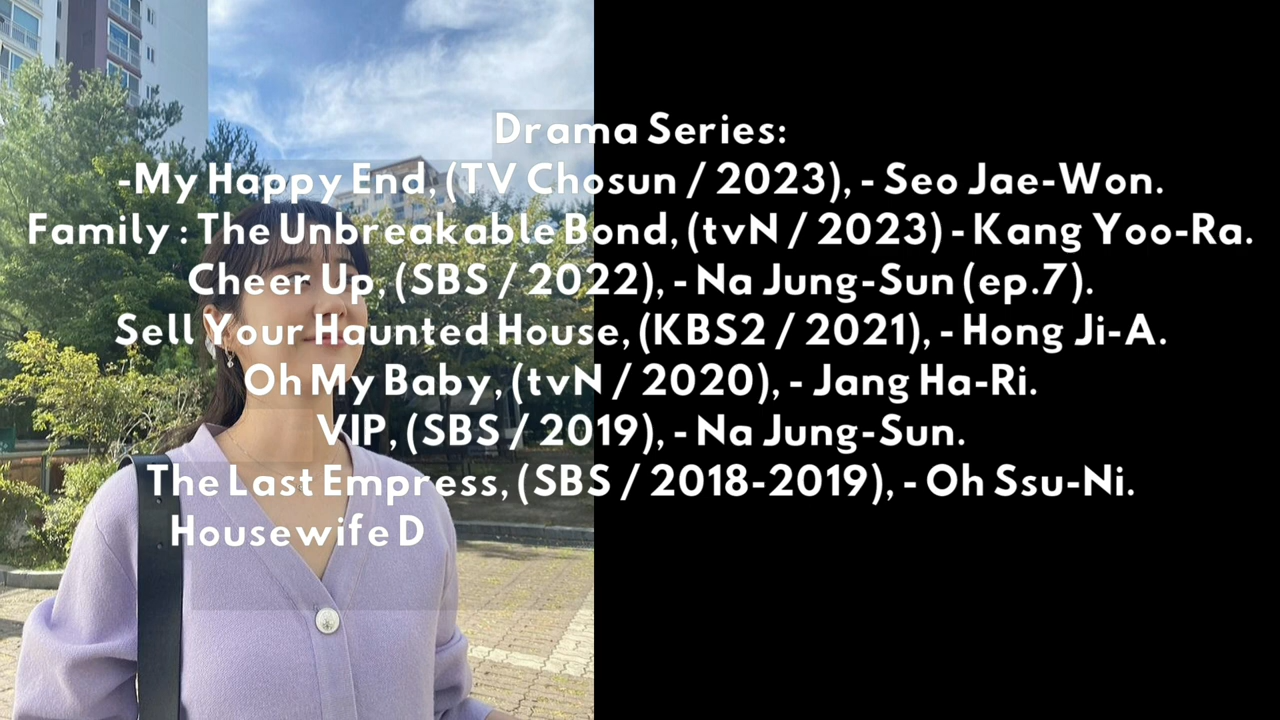 Drama Series:
-My Happy End, (TV Chosun / 2023), - Seo Jae-Won.
Family : The Unbreakable Bond, (tvN / 2023) - Kang Yoo-Ra.
Cheer Up, (SBS / 2022), - Na Jung-Sun (ep.7).
Sell Your Haunted House, (KBS2 / 2021), - Hong Ji-A.
Oh My Baby, (tvN / 2020), - Jang Ha-Ri.
VIP, (SBS / 2019), - Na Jung-Sun.
The Last Empress, (SBS / 2018-2019), - Oh Ssu-Ni.
Housewife D